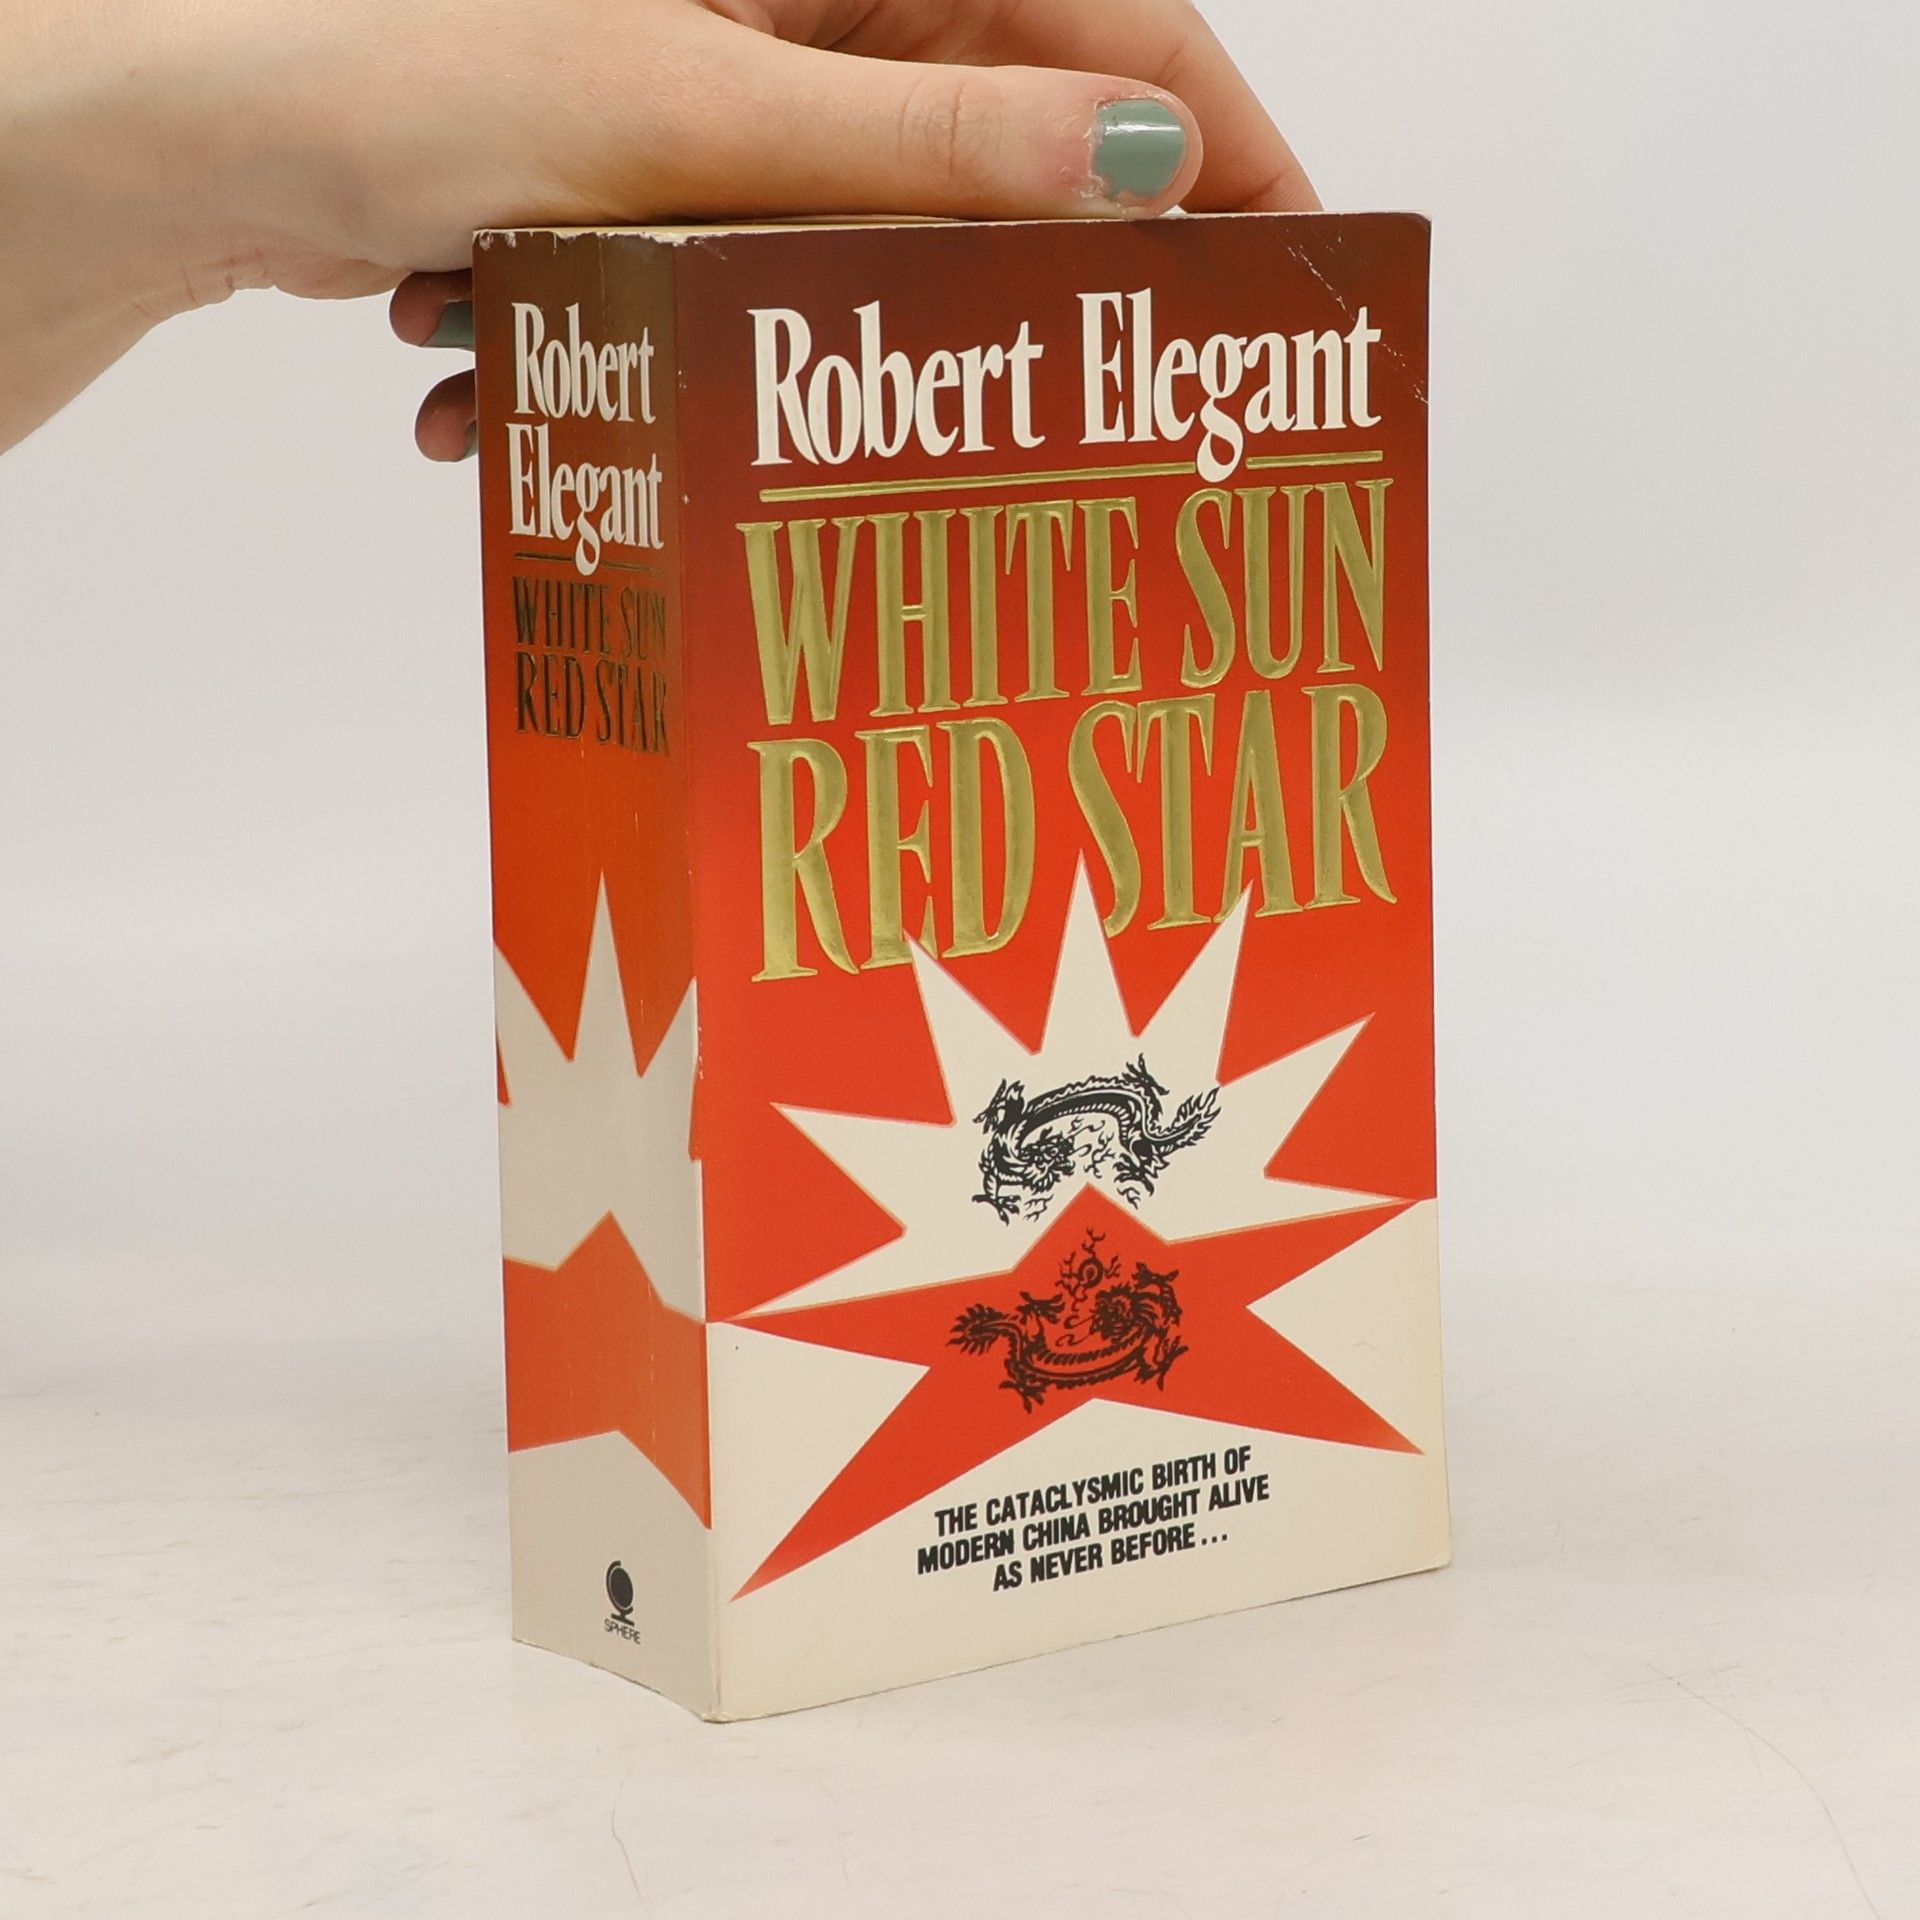 Robert
Elegant
WHITE SUN
RED STAR
SPHERE
Robert Elegant
WHITE SUN
RED STAR
THE CATACLYSMIC BIRTH OF
MODERN CHINA BROUGHT ALIVE
AS NEVER BEFORE...